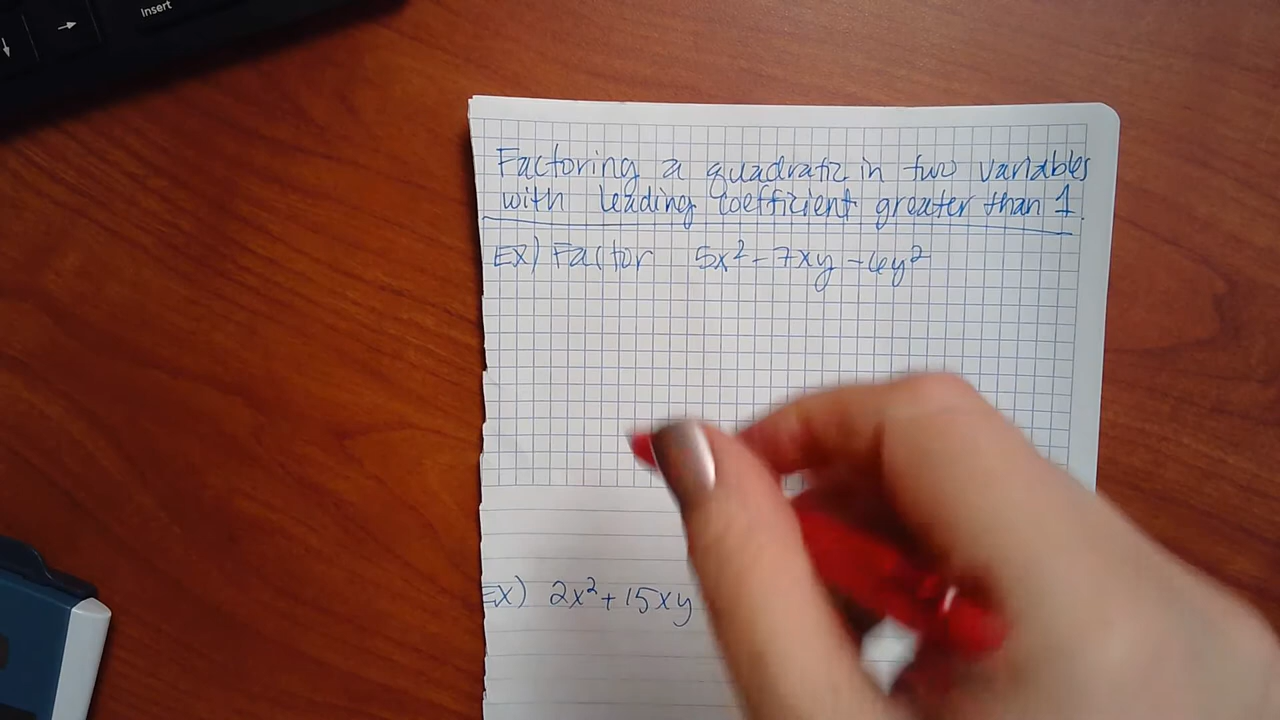 Insert
Factoring a quadratic in two variables
with leading coefficient greater than 1.
EX) Factor 5x² - 7xy - 6y²
EX) 2x² + 15xy